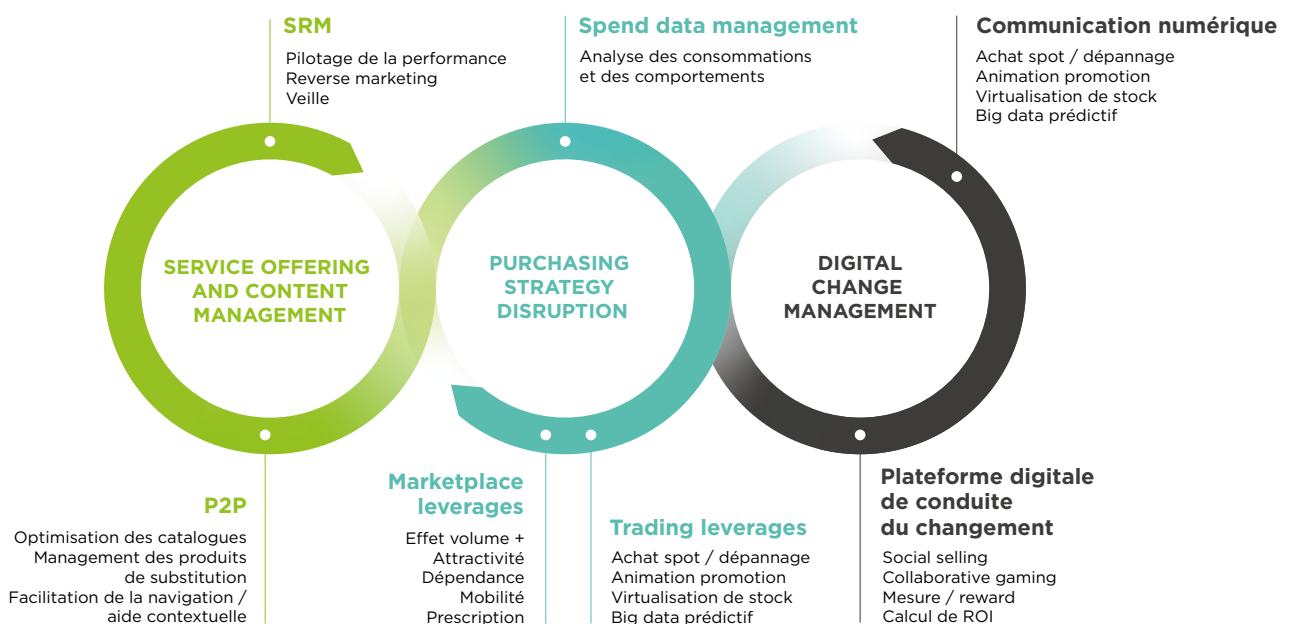 SRM
Pilotage de la performance
Reverse marketing
Veille
Spend data management
Analyse des consommations
et des comportements
Communication numérique
Achat spot / dépannage
Animation promotion
Virtualisation de stock
Big data prédictif
SERVICE OFFERING
AND CONTENT
MANAGEMENT
PURCHASING
STRATEGY
DISRUPTION
DIGITAL
CHANGE
MANAGEMENT
P2P
Optimisation des catalogues
Management des produits
de substitution
Facilitation de la navigation /
aide contextuelle
Marketplace
leverages
Effet volume +
Attractivité
Dépendance
Mobilité
Prescription
Trading leverages
Achat spot / dépannage
Animation promotion
Virtualisation de stock
Big data prédictif
Plateforme digitale
de conduite
du changement
Social selling
Collaborative gaming
Mesure / reward
Calcul de ROI